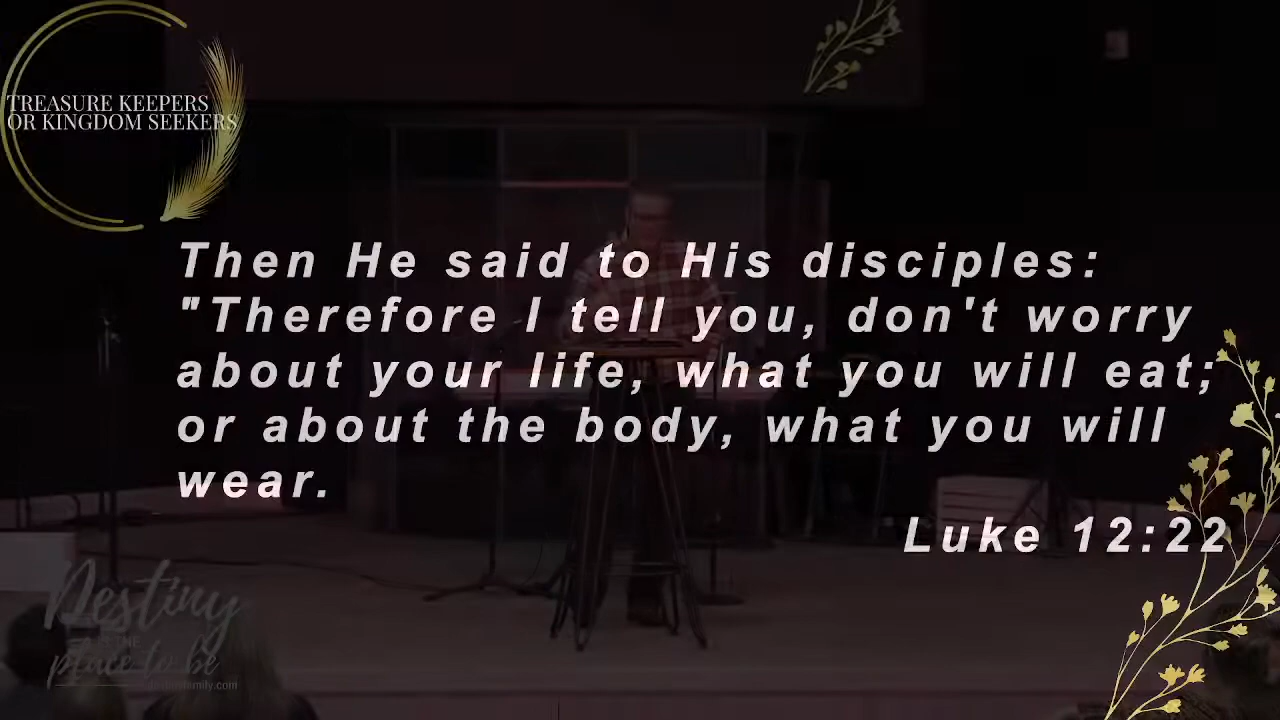 TREASURE KEEPERS
OR KINGDOM SEEKERS
Then He said to His disciples:
"Therefore I tell you, don't worry
about your life, what you will eat;
or about the body, what you will
wear.
Luke 12:22
Destiny
place to be